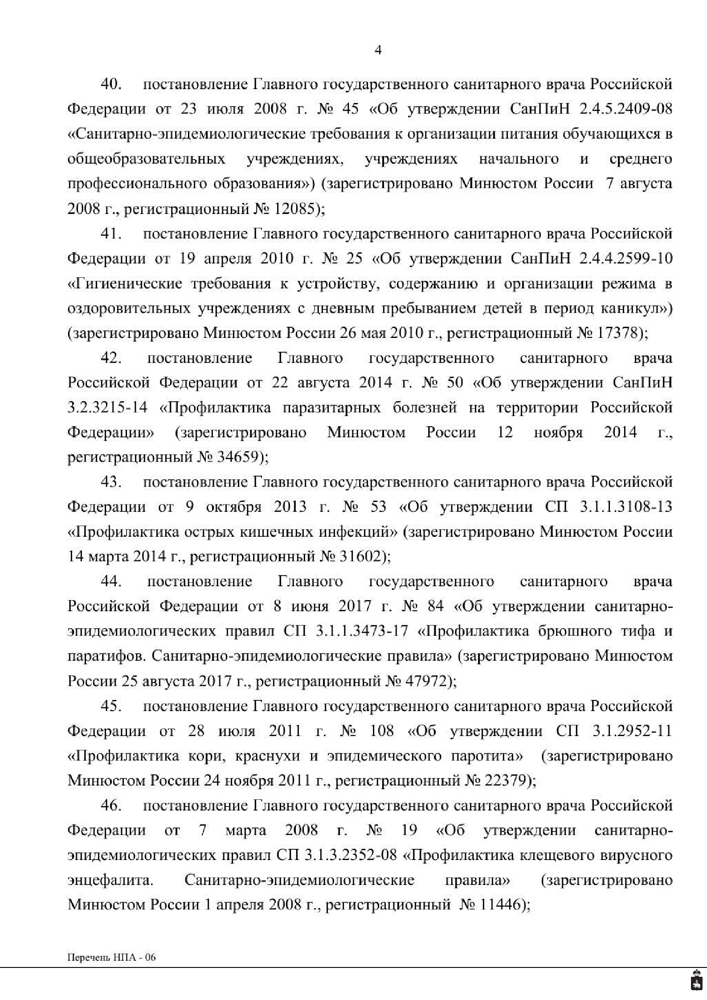 4
40. постановление Главного государственного санитарного врача Российской
Федерации от 23 июля 2008 г. № 45 «Об утверждении СанПиН 2.4.5.2409-08
«Санитарно-эпидемиологические требования к организации питания обучающихся в
общеобразовательных учреждениях, учреждениях начального и среднего
профессионального образования») (зарегистрировано Минюстом России 7 августа
2008 г., регистрационный № 12085);
41. постановление Главного государственного санитарного врача Российской
Федерации от 19 апреля 2010 г. № 25 «Об утверждении СанПиН 2.4.4.2599-10
«Гигиенические требования к устройству, содержанию и организации режима в
оздоровительных учреждениях с дневным пребыванием детей в период каникул»)
(зарегистрировано Минюстом России 26 мая 2010 г., регистрационный № 17378);
42. постановление Главного государственного санитарного врача
Российской Федерации от 22 августа 2014 г. № 50 «Об утверждении СанПиН
3.2.3215-14 «Профилактика паразитарных болезней на территории Российской
Федерации» (зарегистрировано Минюстом России 12 ноября 2014 г.,
регистрационный № 34659);
43. постановление Главного государственного санитарного врача Российской
Федерации от 9 октября 2013 г. № 53 «Об утверждении СП 3.1.1.3108-13
«Профилактика острых кишечных инфекций» (зарегистрировано Минюстом России
14 марта 2014 г., регистрационный № 31602);
44. постановление Главного государственного санитарного врача
Российской Федерации от 8 июня 2017 г. № 84 «Об утверждении санитарно-
эпидемиологических правил СП 3.1.1.3473-17 «Профилактика брюшного тифа и
паратифов. Санитарно-эпидемиологические правила» (зарегистрировано Минюстом
России 25 августа 2017 г., регистрационный № 47972);
45. постановление Главного государственного санитарного врача Российской
Федерации от 28 июля 2011 г. № 108 «Об утверждении СП 3.1.2952-11
«Профилактика кори, краснухи и эпидемического паротита» (зарегистрировано
Минюстом России 24 ноября 2011 г., регистрационный № 22379);
46. постановление Главного государственного санитарного врача Российской
Федерации от 7 марта 2008 г. № 19 «Об утверждении санитарно-
эпидемиологических правил СП 3.1.3.2352-08 «Профилактика клещевого вирусного
энцефалита. Санитарно-эпидемиологические правила» (зарегистрировано
Минюстом России 1 апреля 2008 г., регистрационный № 11446);
Перечень НПА - 06